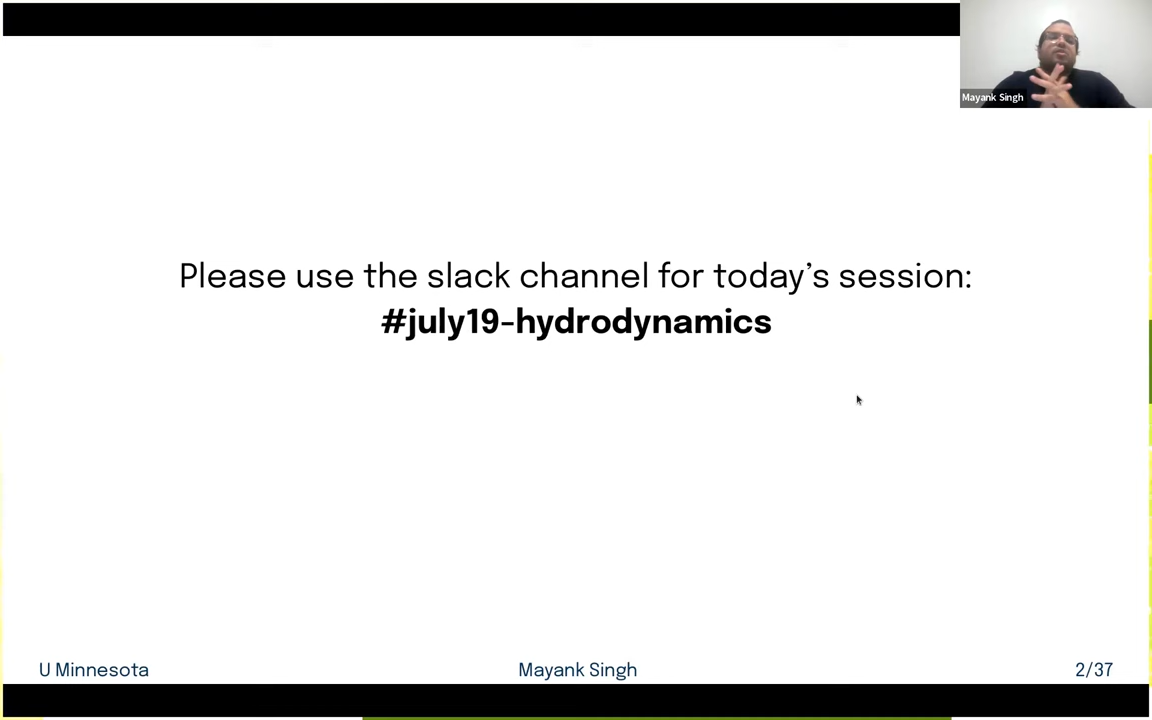 Mayank Singh
Please use the slack channel for today’s session:
#july19-hydrodynamics
U Minnesota
Mayank Singh
2/37